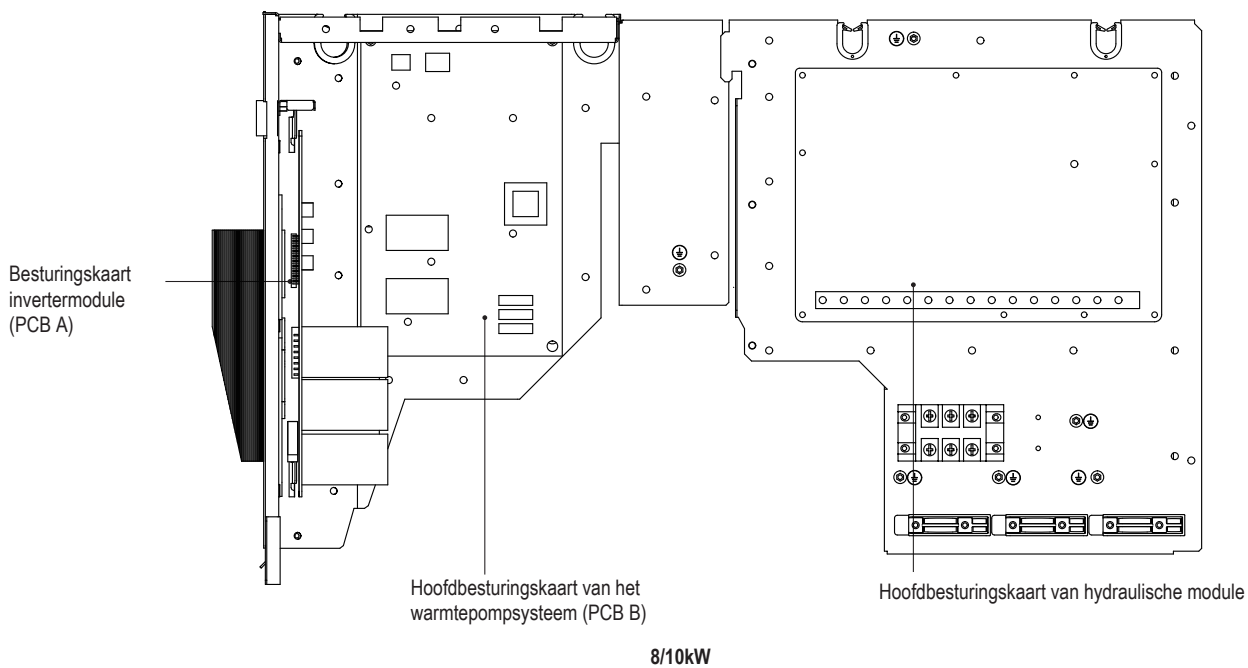 Besturingskaart
invertermodule
(PCB A)
Hoofdbesturingskaart van het
warmtepompsysteem (PCB B)
Hoofdbesturingskaart van hydraulische module
8/10kW